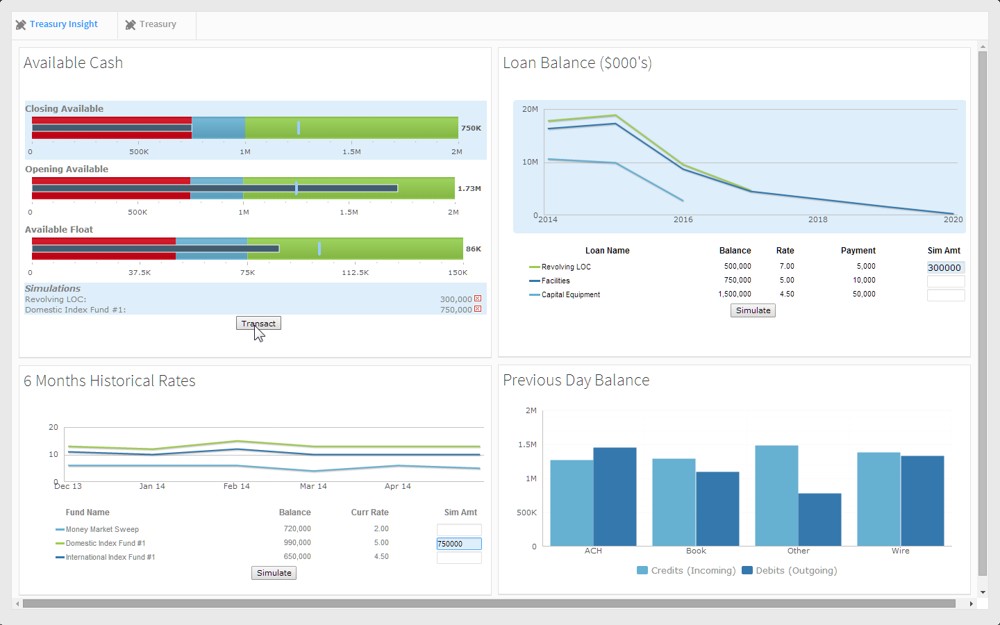 Treasury Insight
Treasury
Available Cash
Closing Available
750K
0 500K 1M 1.5M 2M
Opening Available
1.73M
0 500K 1M 1.5M 2M
Available Float
86K
0 37.5K 75K 112.5K 150K
Simulations
Revolving LOC: 300,000
Domestic Index Fund #1: 750,000
Transact
Loan Balance ($000's)
20M
10M
0
2014 2016 2018 2020
Loan Name Balance Rate Payment Sim Amt
Revolving LOC 500,000 7.00 5,000 300000
Facilities 750,000 5.00 10,000
Capital Equipment 1,500,000 4.50 50,000
Simulate
6 Months Historical Rates
20
10
0
Dec 13 Jan 14 Feb 14 Mar 14 Apr 14
Fund Name Balance Curr Rate Sim Amt
Money Market Sweep 720,000 2.00
Domestic Index Fund #1 990,000 5.00 750000
International Index Fund #1 650,000 4.50
Simulate
Previous Day Balance
2M
1.5M
1M
500K
0
ACH Book Other Wire
Credits (Incoming) Debits (Outgoing)